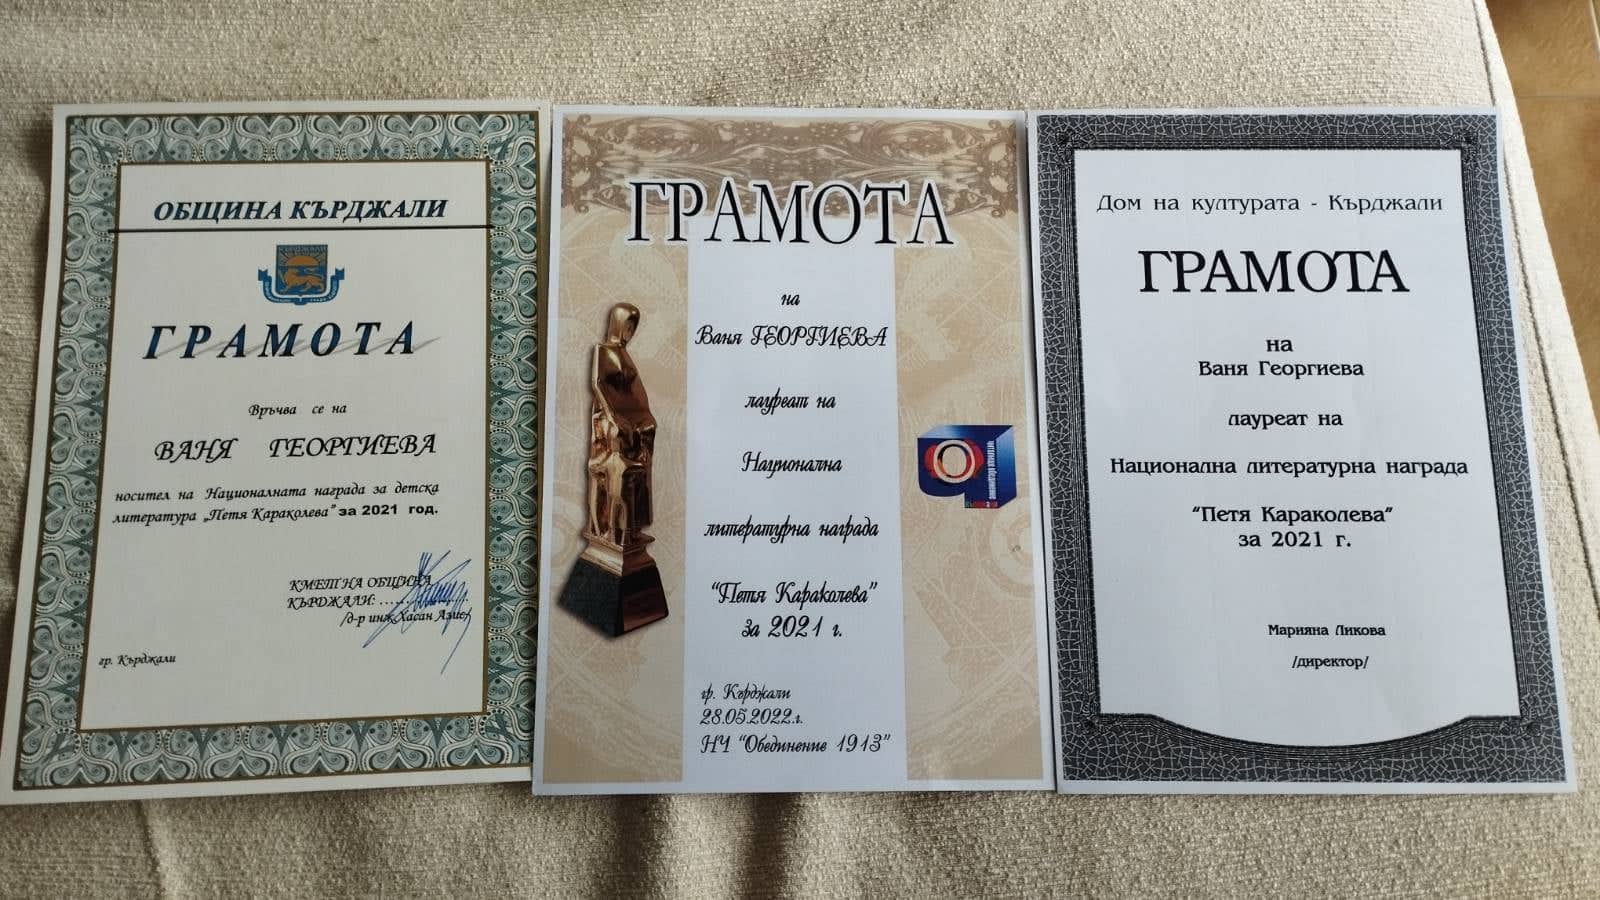 ОБЩИНА КЪРДЖАЛИ
КЪРДЖАЛИ
ГРАМОТА
Връчва се на
ВАНЯ ГЕОРГИЕВА
носител на Националната награда за детска
литература „Петя Караколева" за 2021 год.
КМЕТ НА ОБЩИНА
КЪРДЖАЛИ:
/д-р инж.Хасан Азис/
гр. Кърджали
ГРАМОТА
на
Ваня ГЕОРГИЕВА
лауреат на
Национална
литературна награда
"Петя Караколева"
за 2021 г.
гр. Кърджали
28.05.2022г.
НЧ "Обединение 1913"
Дом на културата - Кърджали
ГРАМОТА
на
Ваня Георгиева
лауреат на
Национална литературна награда
"Петя Караколева"
за 2021 г.
Марияна Ликова
/директор/